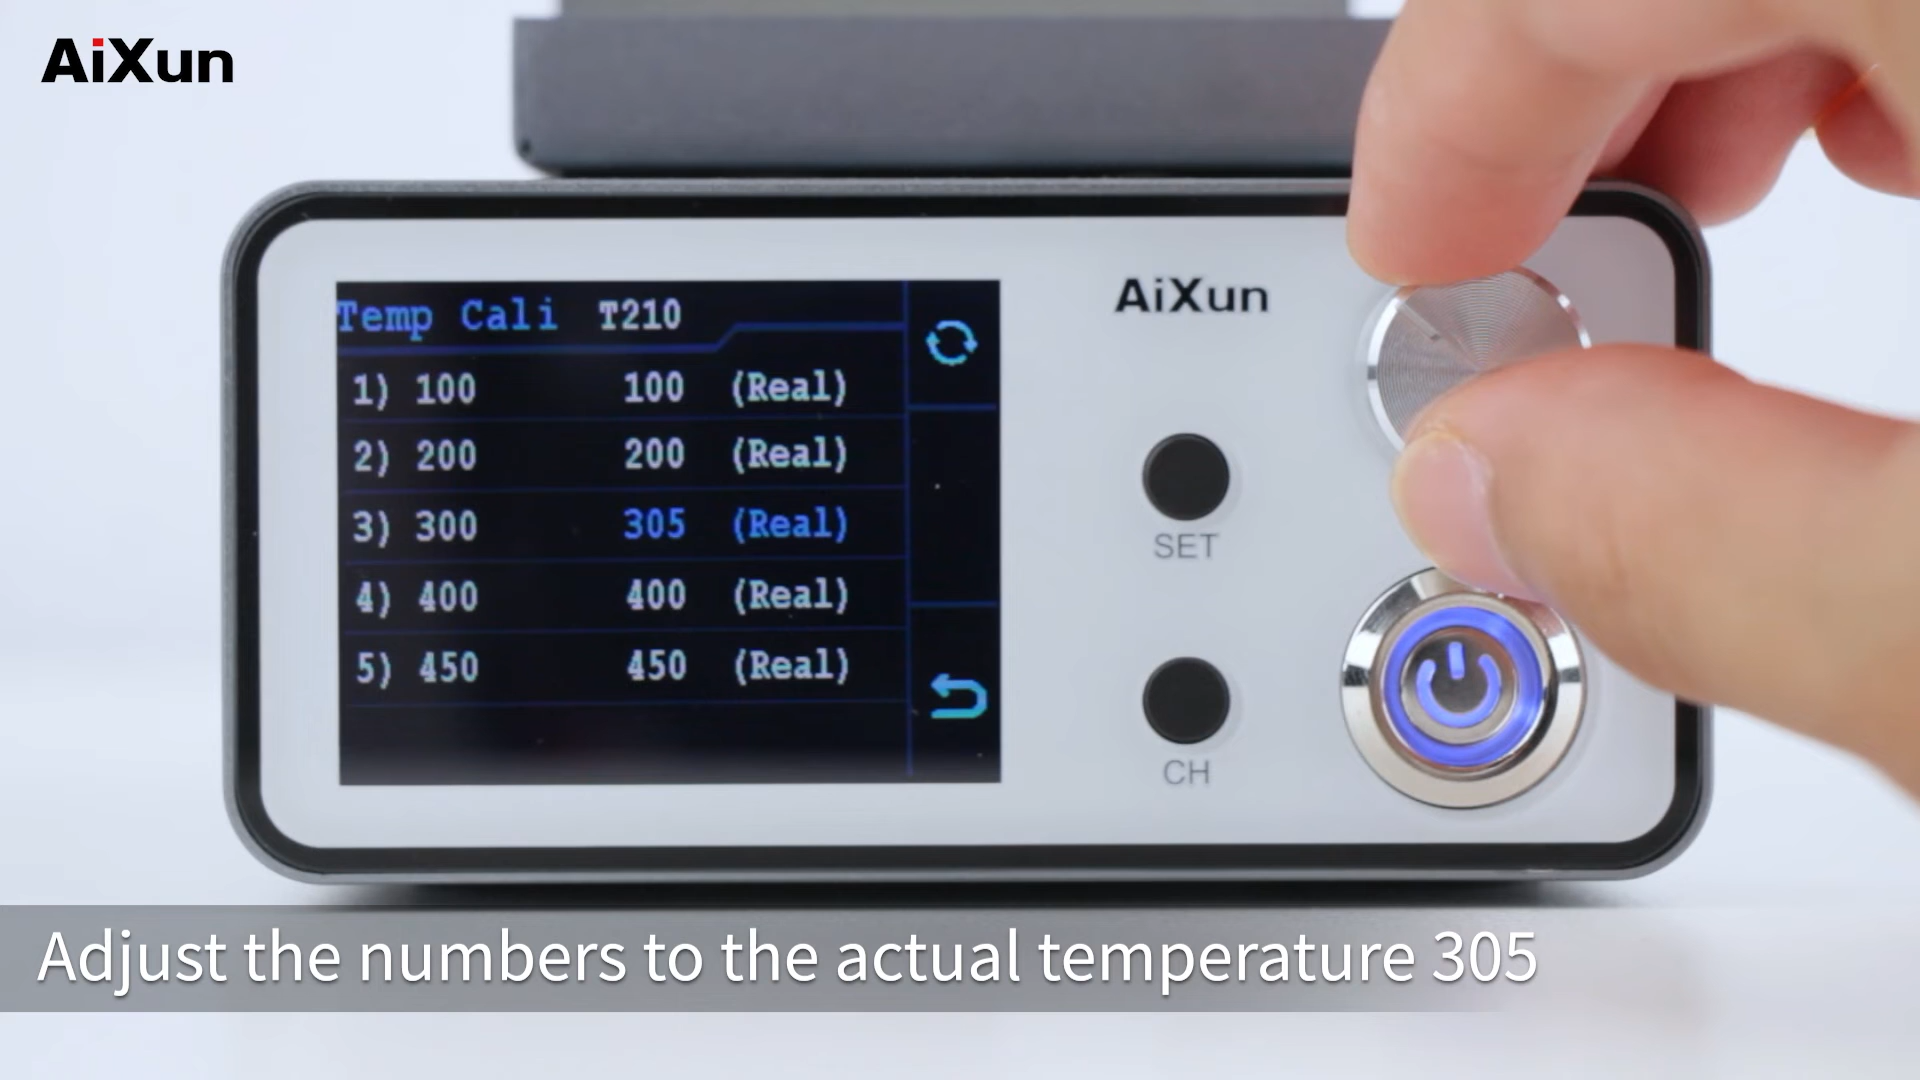 AiXun
AiXun
Temp Cali T210
1) 100 100 (Real)
2) 200 200 (Real)
3) 300 305 (Real)
4) 400 400 (Real)
5) 450 450 (Real)
SET
CH
Adjust the numbers to the actual temperature 305